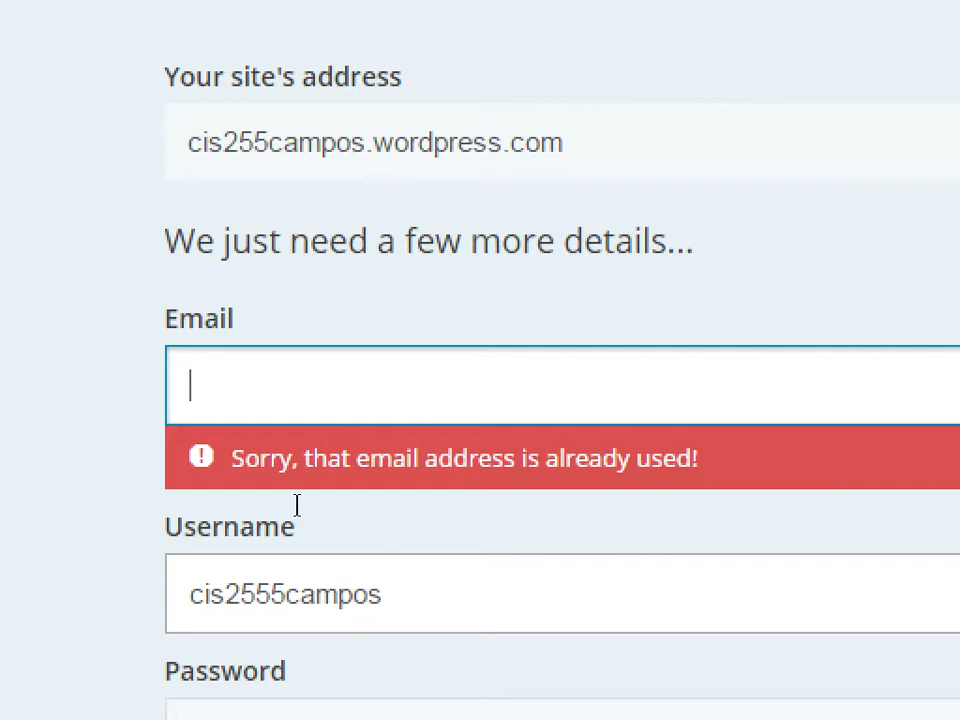 Your site's address
cis255campos.wordpress.com
We just need a few more details...
Email
Sorry, that email address is already used!
Username
cis2555campos
Password